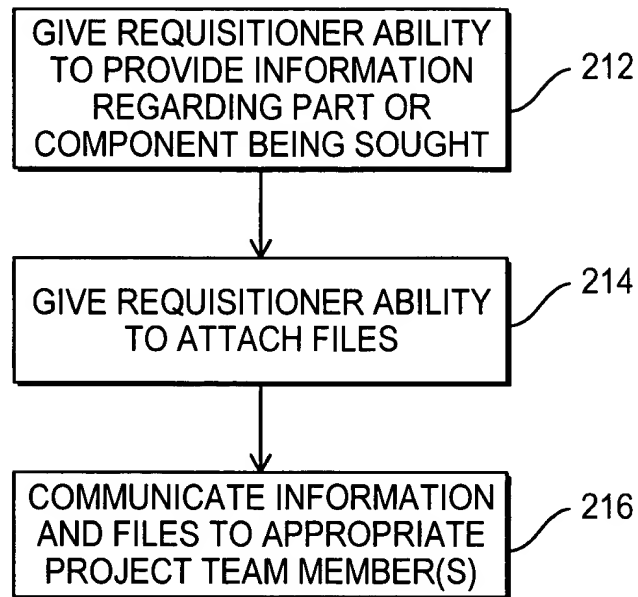 GIVE REQUISITIONER ABILITY
TO PROVIDE INFORMATION
REGARDING PART OR
COMPONENT BEING SOUGHT
212
GIVE REQUISITIONER ABILITY
TO ATTACH FILES
214
COMMUNICATE INFORMATION
AND FILES TO APPROPRIATE
PROJECT TEAM MEMBER(S)
216